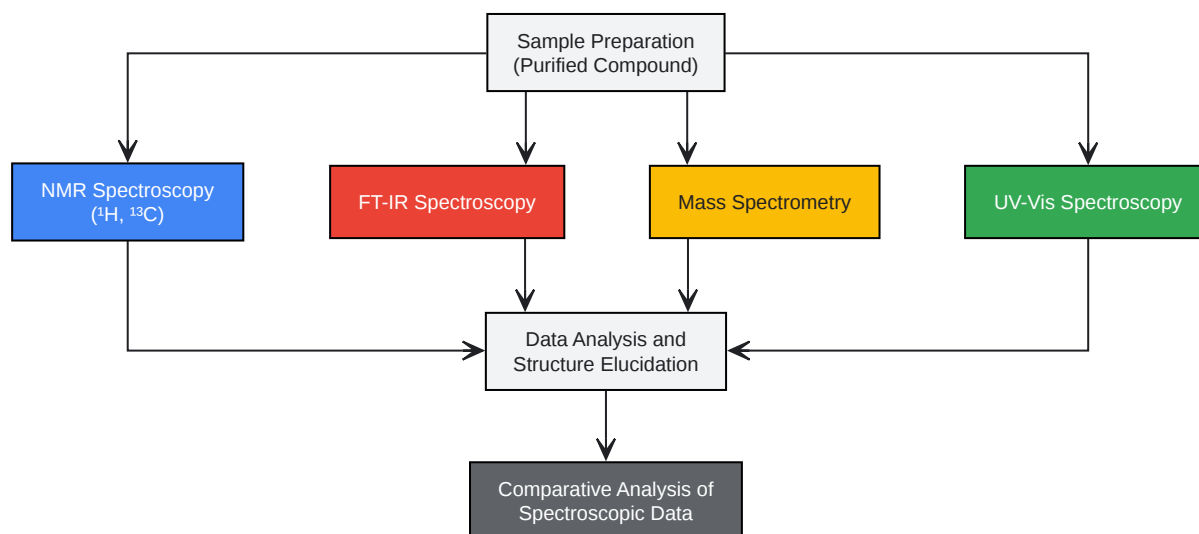 Sample Preparation
(Purified Compound)
NMR Spectroscopy
(¹H, ¹³C)
FT-IR Spectroscopy
Mass Spectrometry
UV-Vis Spectroscopy
Data Analysis and
Structure Elucidation
Comparative Analysis of
Spectroscopic Data